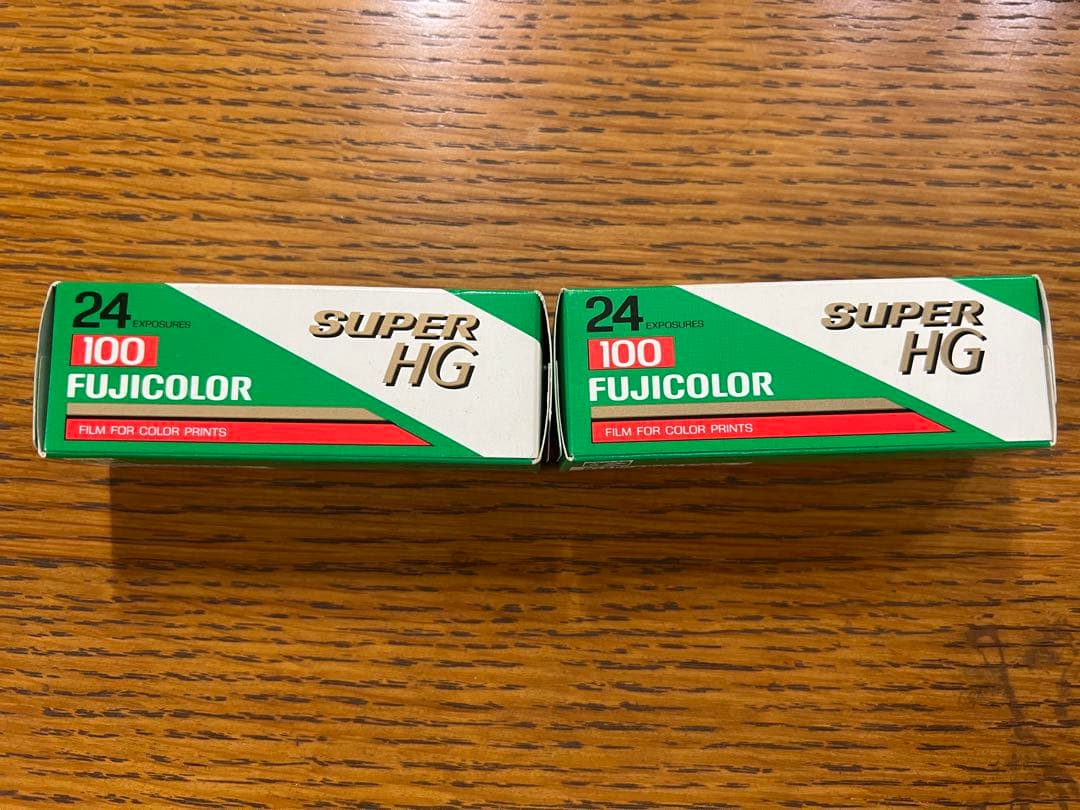 24 EXPOSURES
100
FUJICOLOR
FILM FOR COLOR PRINTS
SUPER
HG
24 EXPOSURES
100
FUJICOLOR
FILM FOR COLOR PRINTS
SUPER
HG